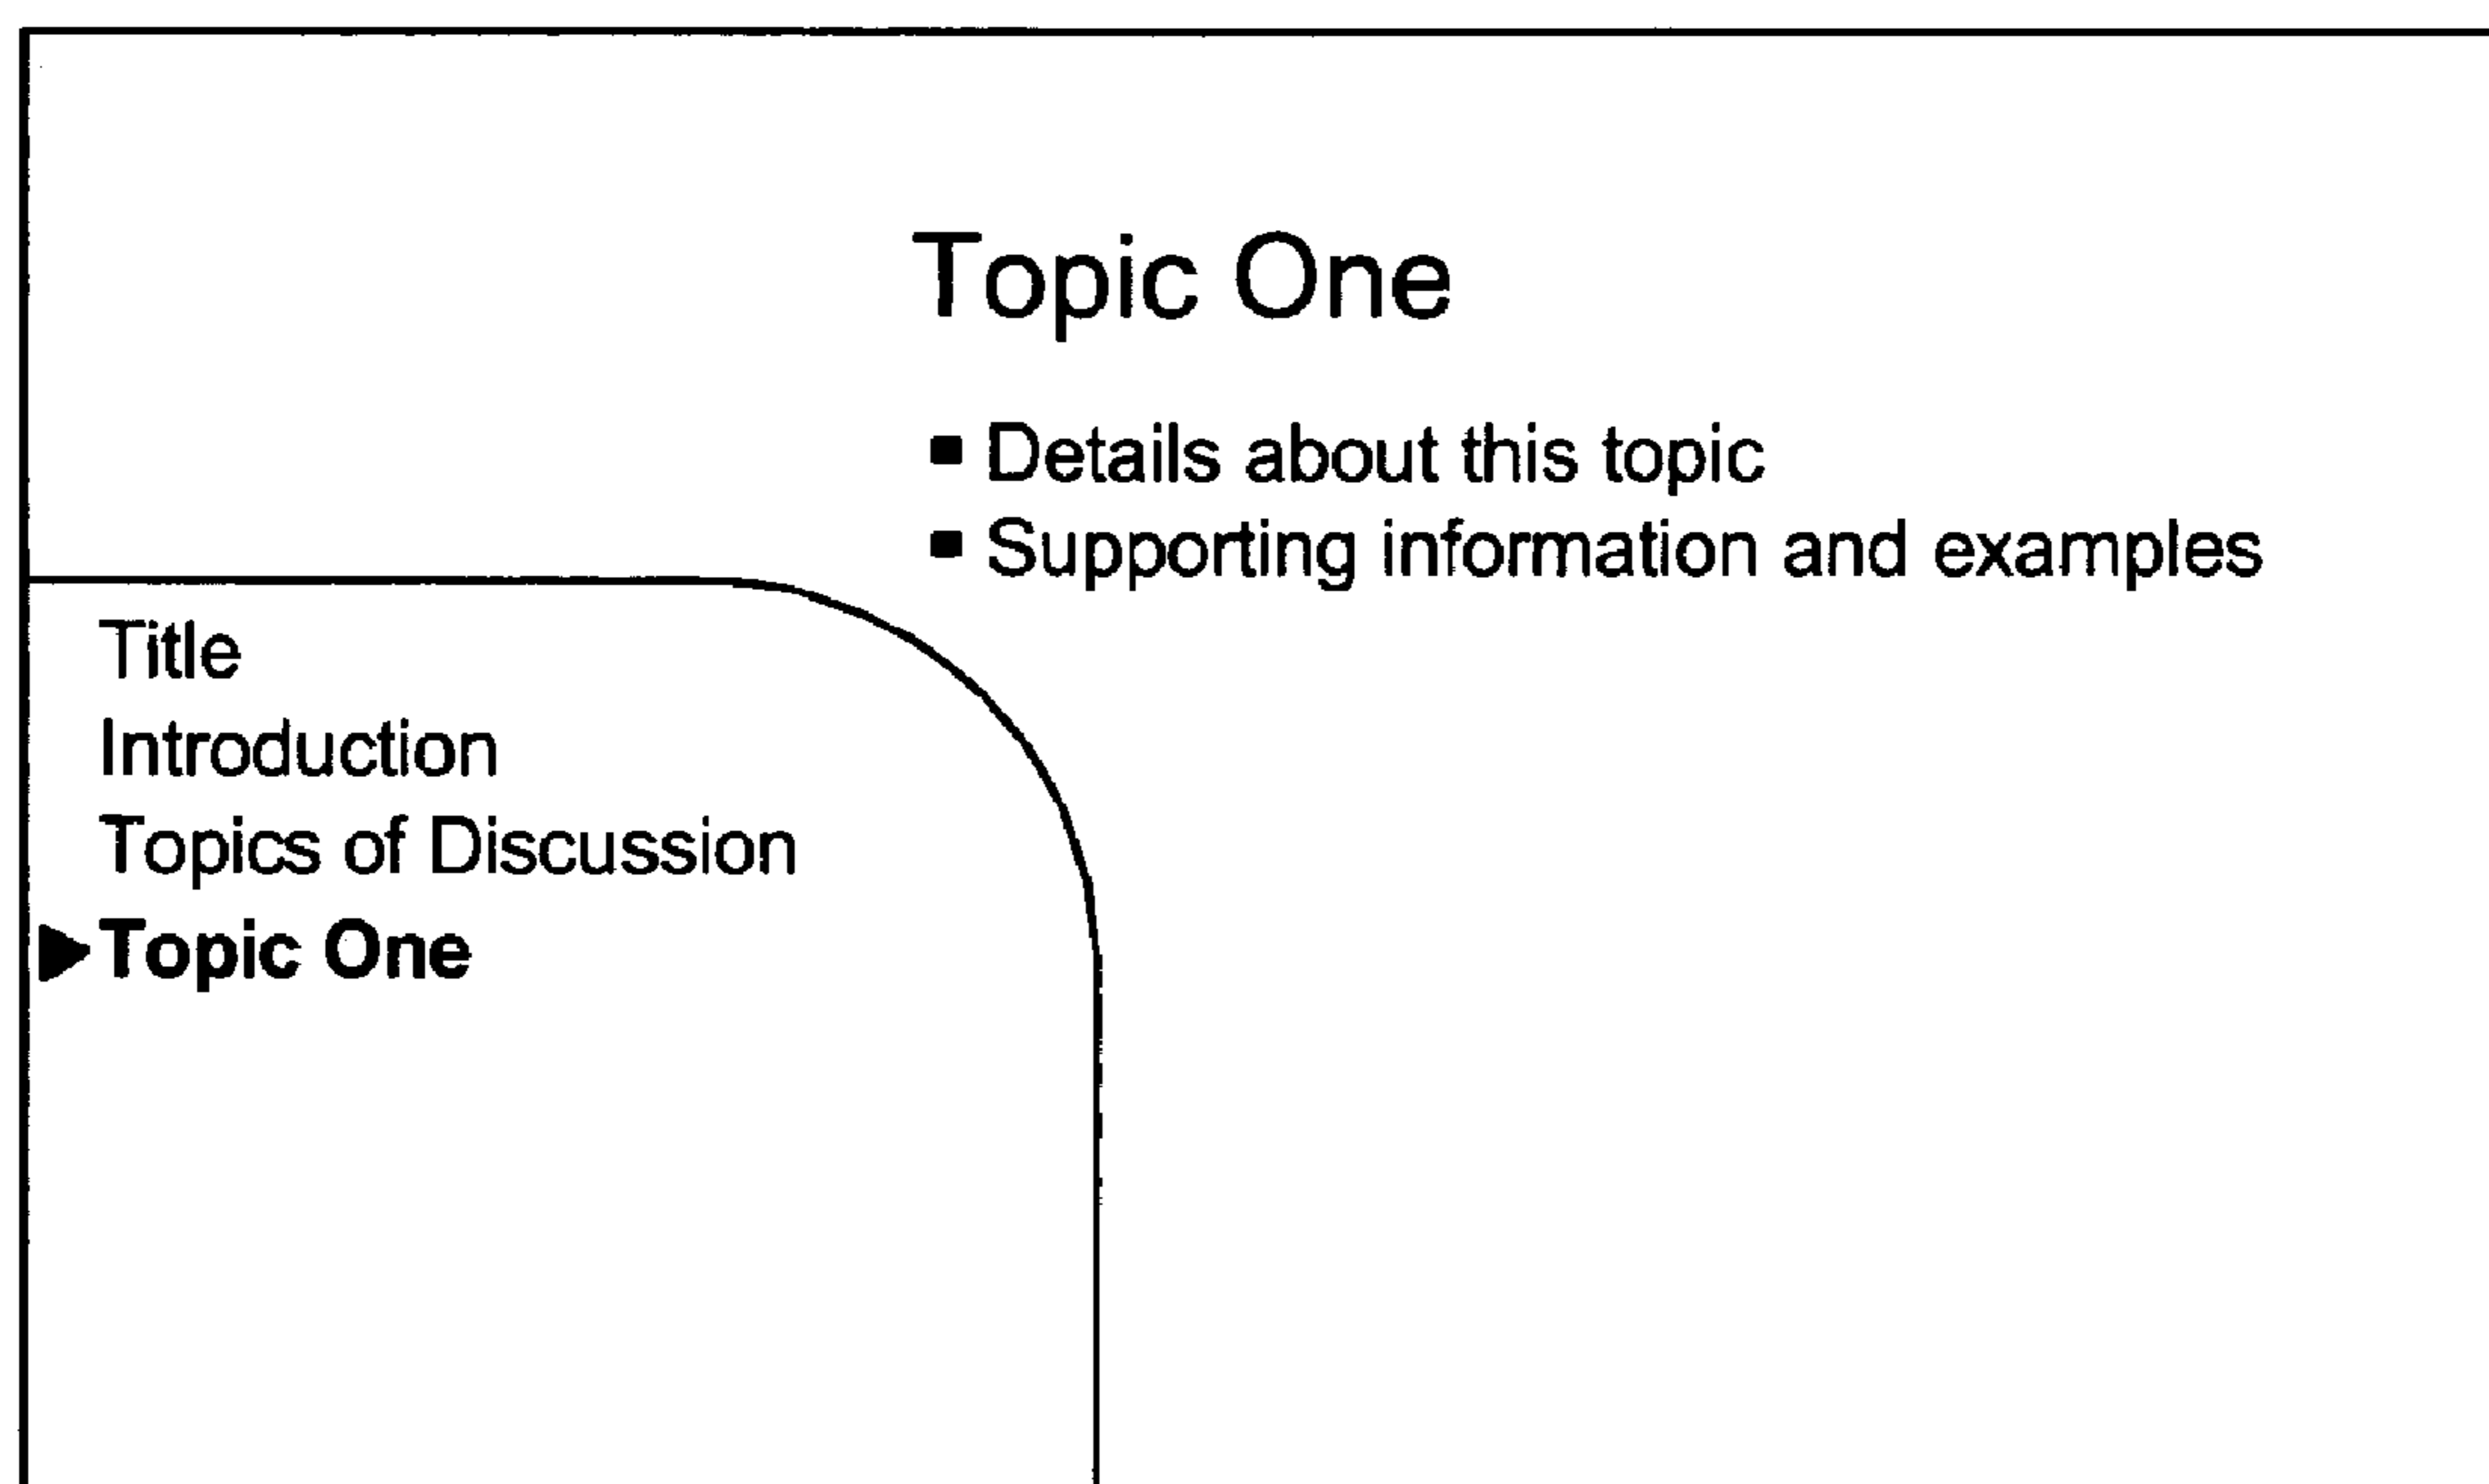 Topic One
▪ Details about this topic
▪ Supporting information and examples
Title
Introduction
Topics of Discussion
▶Topic One